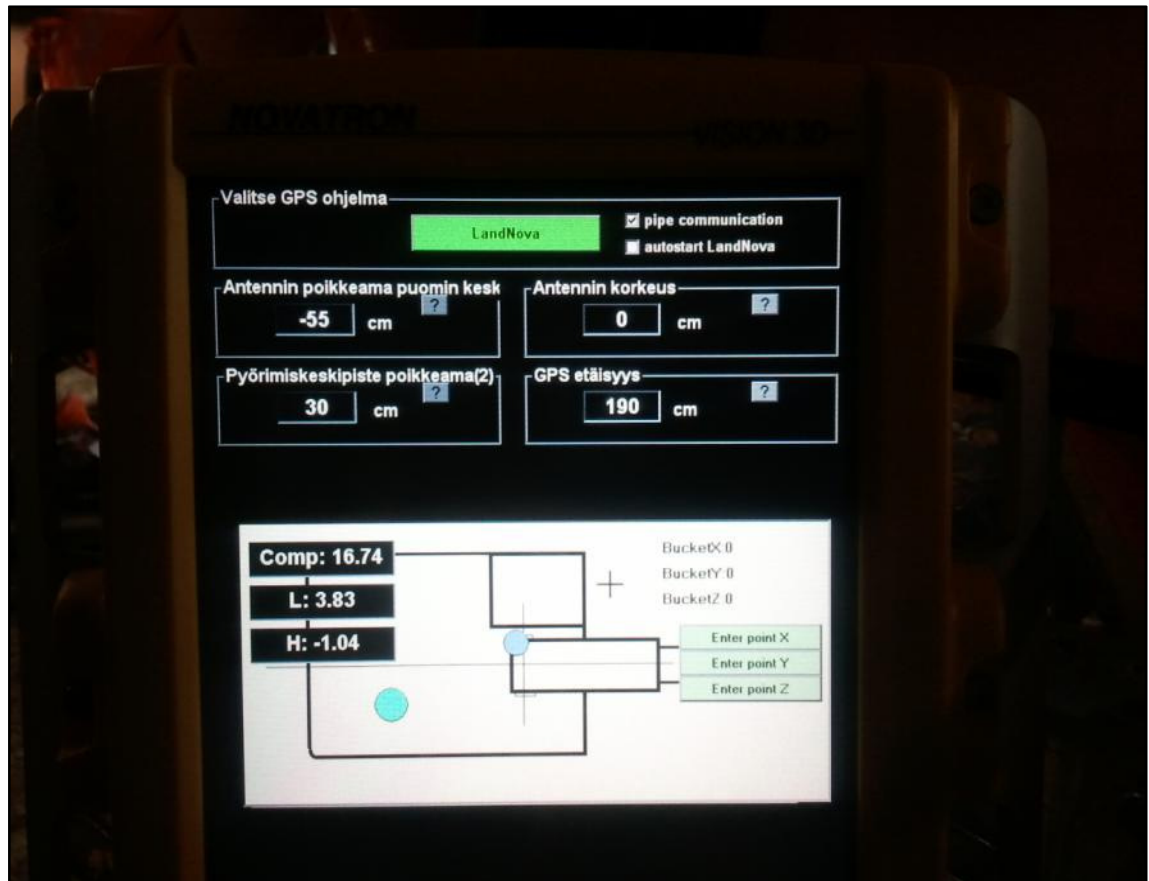 NOVATRON
VISION 3D
Valitse GPS ohjelma
LandNova
pipe communication
autostart LandNova
Antennin poikkeama puomin kesk
?
-55 cm
Antennin korkeus
?
0 cm
Pyörimiskeskipiste poikkeama(2)
?
30 cm
GPS etäisyys
?
190 cm
Comp: 16.74
L: 3.83
H: -1.04
BucketX:0
BucketY:0
BucketZ:0
Enter point X
Enter point Y
Enter point Z